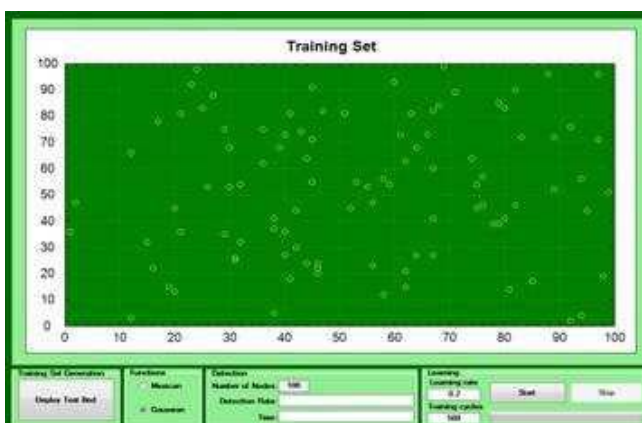 Training Set
100
90
80
70
60
50
40
30
20
10
0
0 10 20 30 40 50 60 70 80 90 100
Training Set Generation
Display Test Bed
Functions
Mexican
Gaussian
Detection
Number of Nodes:
Detection Rate:
Time:
Learning
Learning rate
0.2
Start
Stop
Training cycles
500